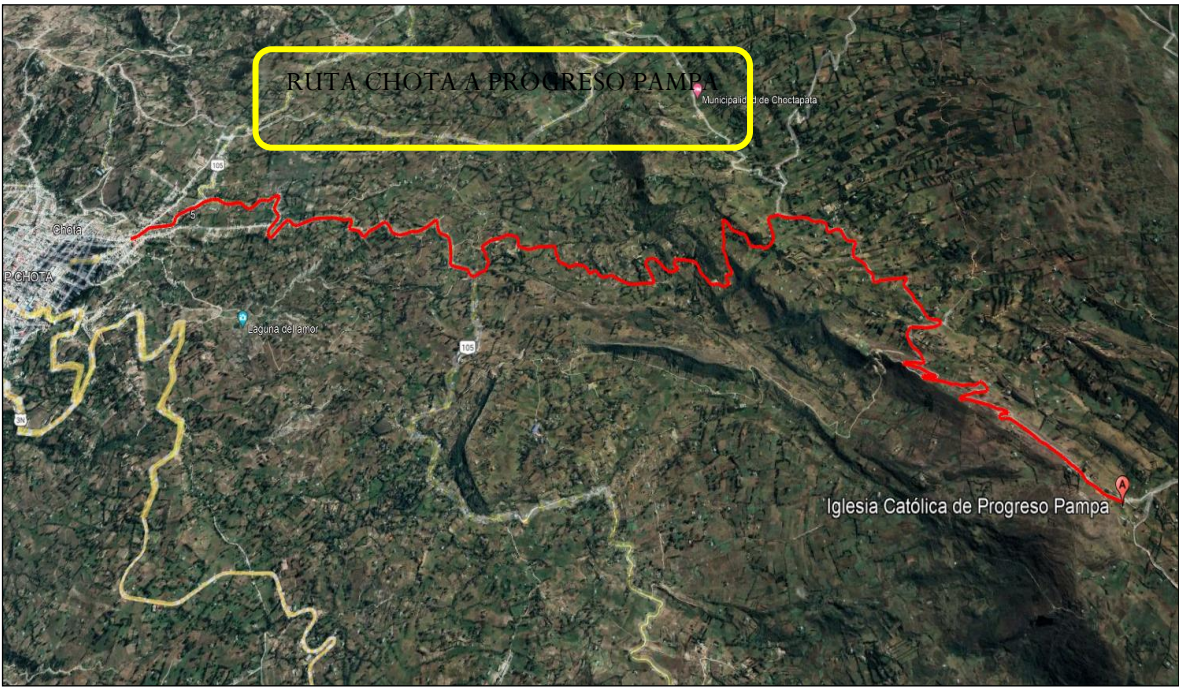 RUTA CHOTA A PROGRESO PAMPA
Municipalidad de Choctapata
105
5
Chota
P CHOTA
Laguna del amor
105
3N
A
Iglesia Católica de Progreso Pampa